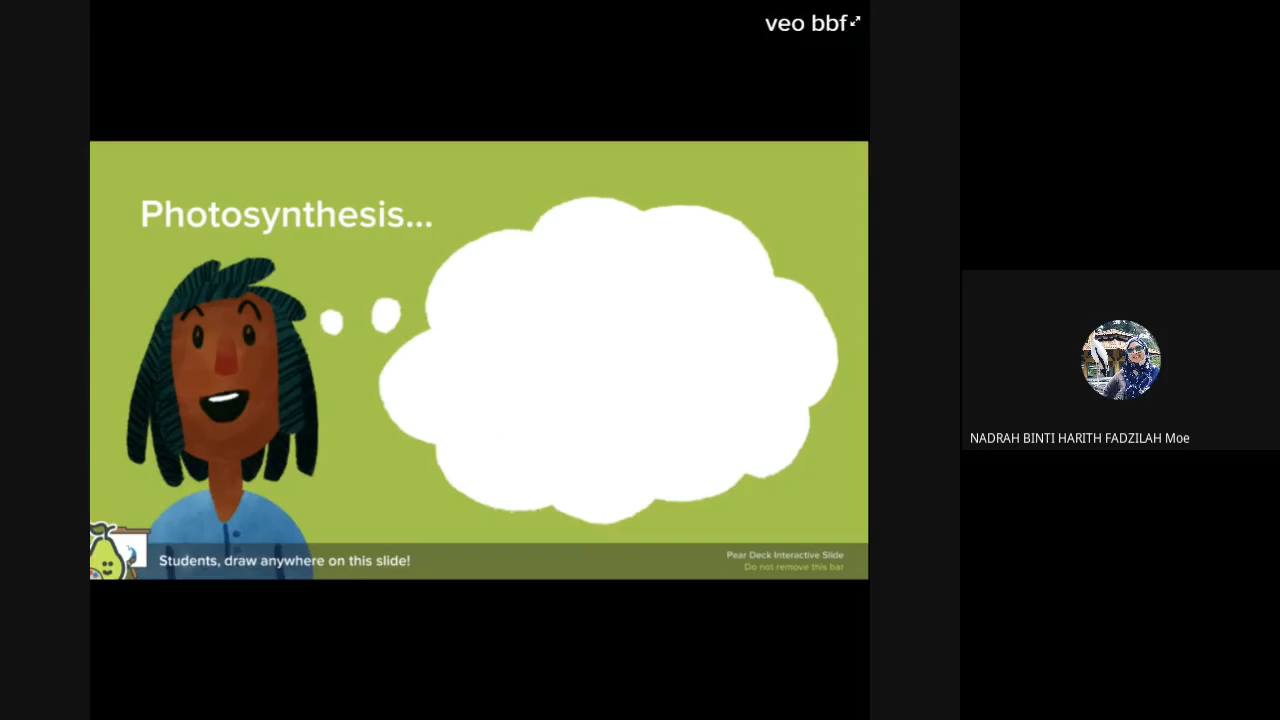 veo bbf
Photosynthesis...
Students, draw anywhere on this slide!
Pear Deck Interactive Slide
Do not remove this bar
NADRAH BINTI HARITH FADZILAH Moe